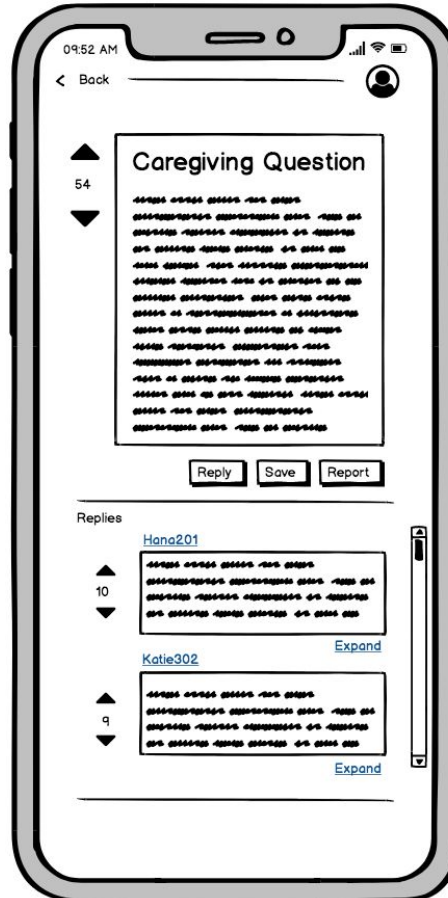 09:52 AM
< Back
Caregiving Question
54
Reply Save Report
Replies
Hana201
10
Expand
Katie302
9
Expand